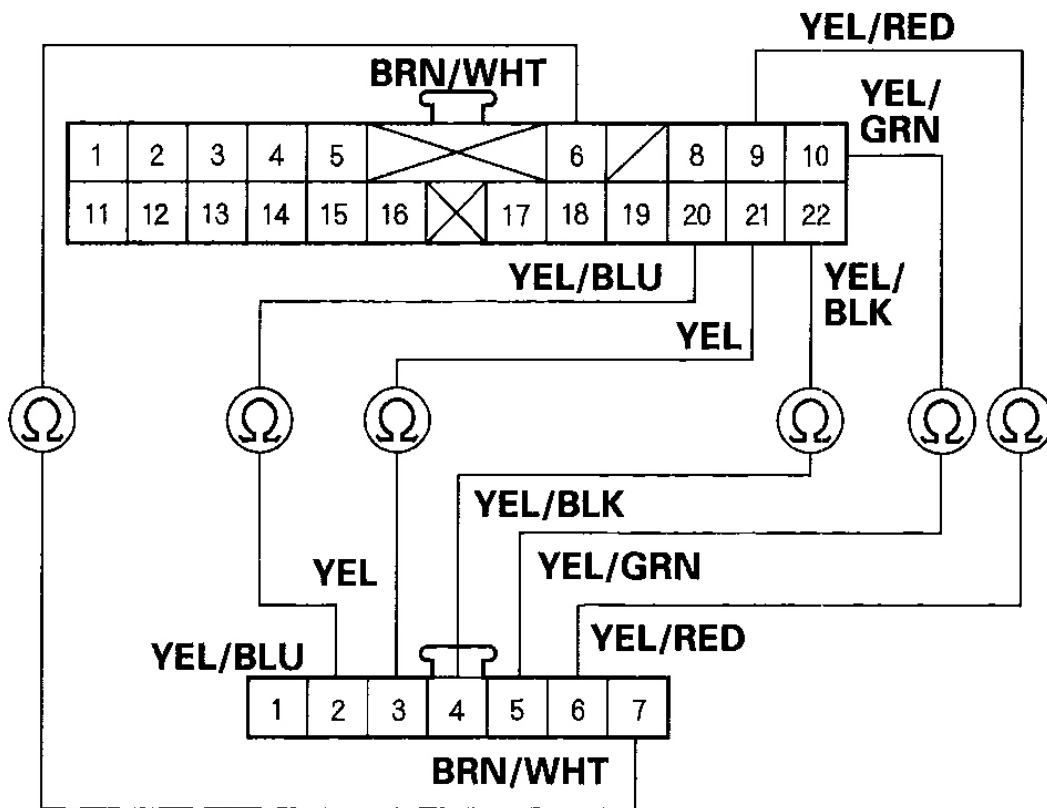 YEL/RED
BRN/WHT
YEL/
GRN
1 2 3 4 5 6 8 9 10
11 12 13 14 15 16 17 18 19 20 21 22
YEL/BLU
YEL/
BLK
YEL
Ω Ω Ω Ω Ω Ω
YEL/BLK
YEL
YEL/GRN
YEL/RED
YEL/BLU
1 2 3 4 5 6 7
BRN/WHT